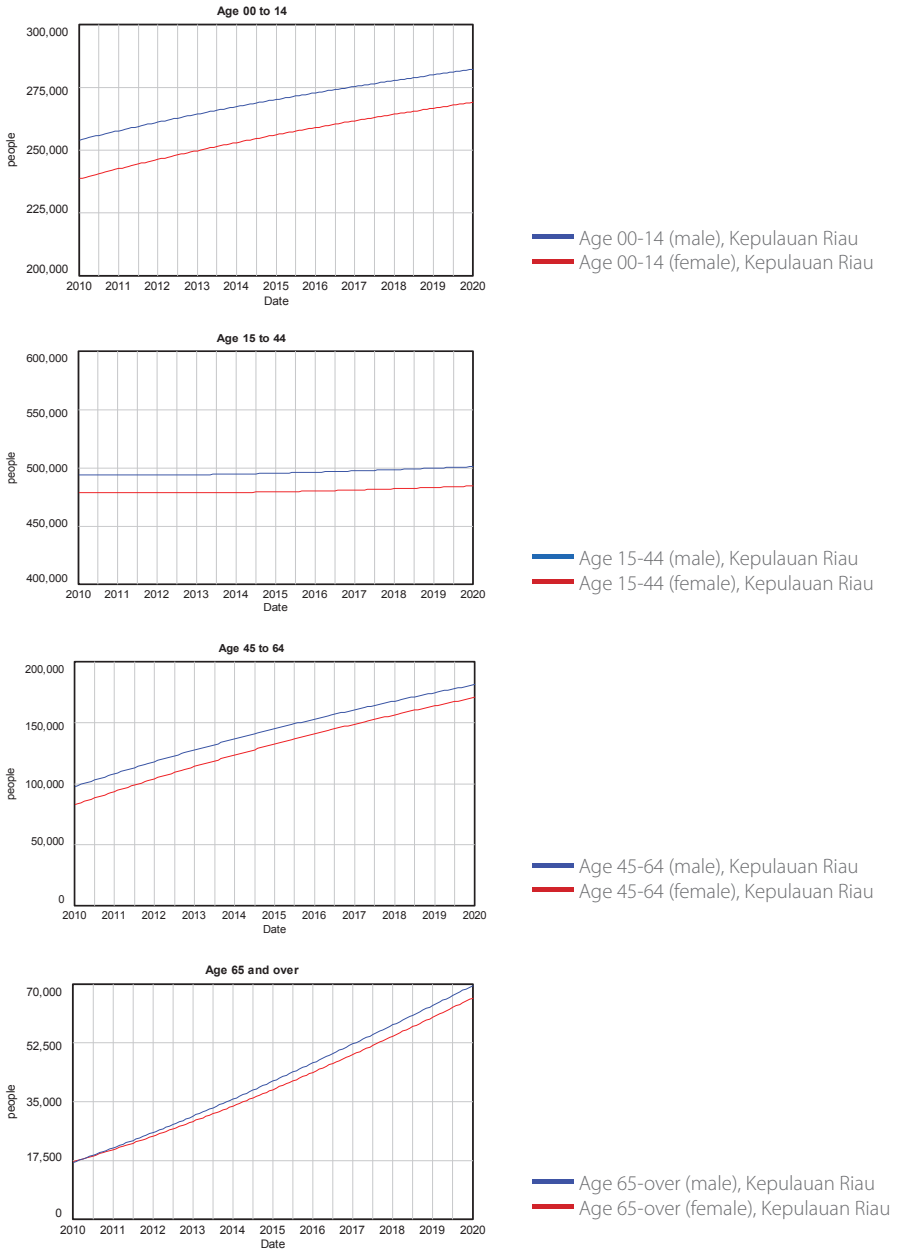 Age 00 to 14
300,000
275,000
250,000
225,000
200,000
people
2010 2011 2012 2013 2014 2015 2016 2017 2018 2019 2020
Date
Age 00-14 (male), Kepulauan Riau
Age 00-14 (female), Kepulauan Riau
Age 15 to 44
600,000
550,000
500,000
450,000
400,000
people
2010 2011 2012 2013 2014 2015 2016 2017 2018 2019 2020
Date
Age 15-44 (male), Kepulauan Riau
Age 15-44 (female), Kepulauan Riau
Age 45 to 64
200,000
150,000
100,000
50,000
0
people
2010 2011 2012 2013 2014 2015 2016 2017 2018 2019 2020
Date
Age 45-64 (male), Kepulauan Riau
Age 45-64 (female), Kepulauan Riau
Age 65 and over
70,000
52,500
35,000
17,500
0
people
2010 2011 2012 2013 2014 2015 2016 2017 2018 2019 2020
Date
Age 65-over (male), Kepulauan Riau
Age 65-over (female), Kepulauan Riau